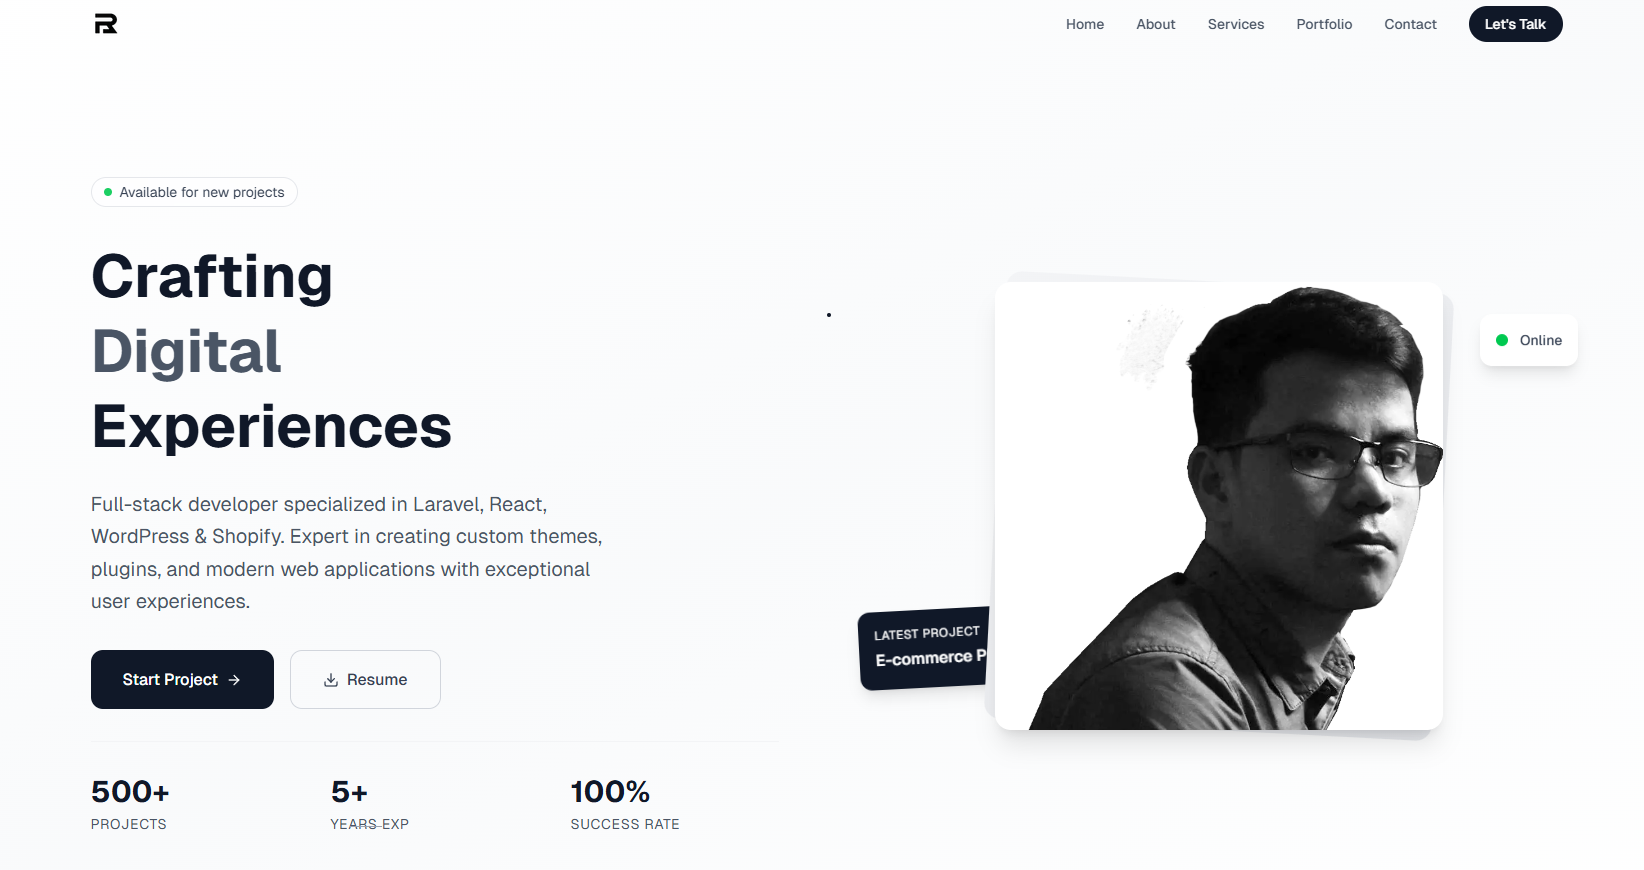 Home About Services Portfolio Contact Let's Talk
Available for new projects
Crafting
Digital
Experiences
Full-stack developer specialized in Laravel, React,
WordPress & Shopify. Expert in creating custom themes,
plugins, and modern web applications with exceptional
user experiences.
Start Project → Resume
500+ 5+ 100%
PROJECTS YEARS EXP SUCCESS RATE
Online
LATEST PROJECT
E-commerce P